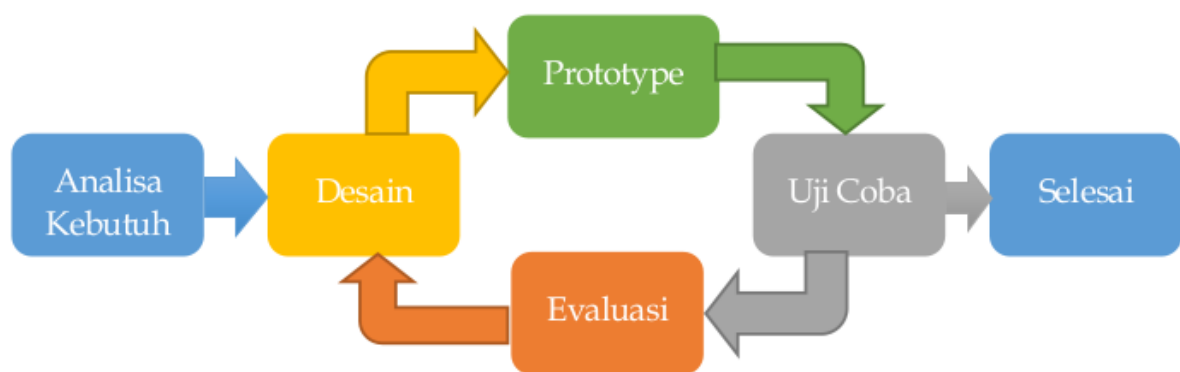 Analisa
Kebutuh
Desain
Prototype
Uji Coba
Selesai
Evaluasi